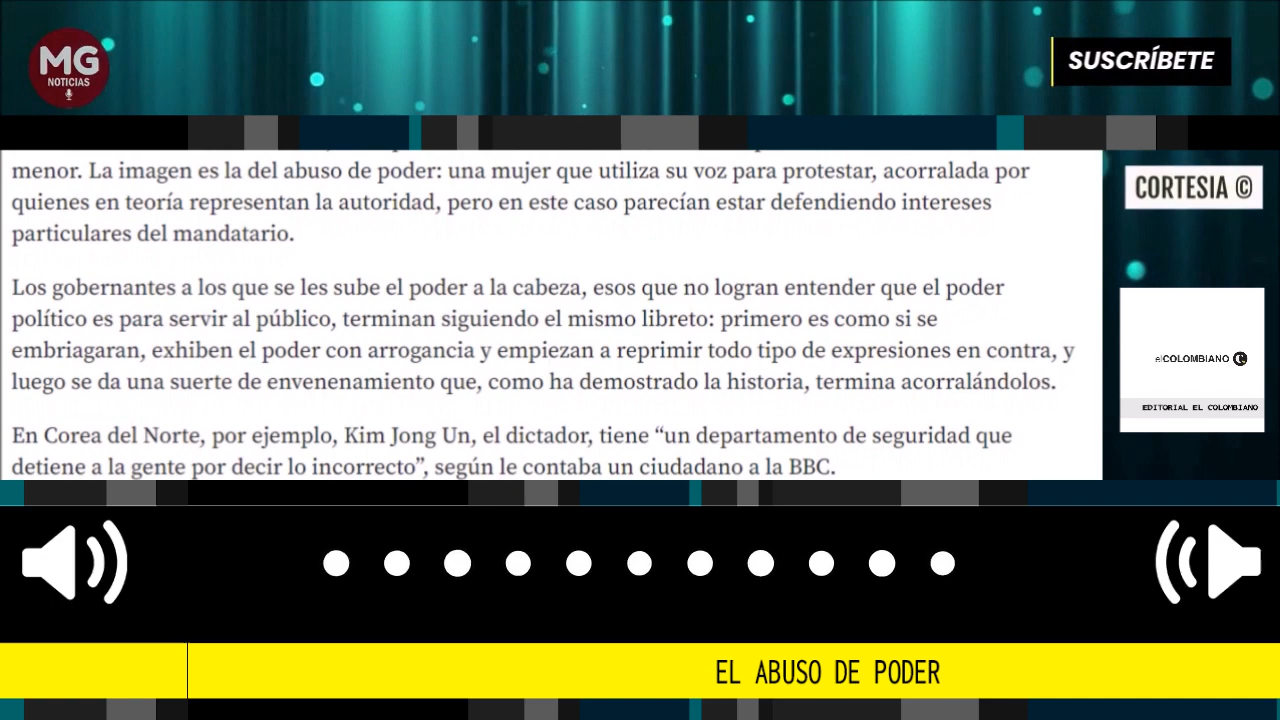 MG
NOTICIAS
SUSCRÍBETE
menor. La imagen es la del abuso de poder: una mujer que utiliza su voz para protestar, acorralada por
quienes en teoría representan la autoridad, pero en este caso parecían estar defendiendo intereses
particulares del mandatario.
Los gobernantes a los que se les sube el poder a la cabeza, esos que no logran entender que el poder
político es para servir al público, terminan siguiendo el mismo libreto: primero es como si se
embriagaran, exhiben el poder con arrogancia y empiezan a reprimir todo tipo de expresiones en contra, y
luego se da una suerte de envenenamiento que, como ha demostrado la historia, termina acorralándolos.
En Corea del Norte, por ejemplo, Kim Jong Un, el dictador, tiene “un departamento de seguridad que
detiene a la gente por decir lo incorrecto”, según le contaba un ciudadano a la BBC.
CORTESIA ©
elCOLOMBIANO C
EDITORIAL EL COLOMBIANO
EL ABUSO DE PODER